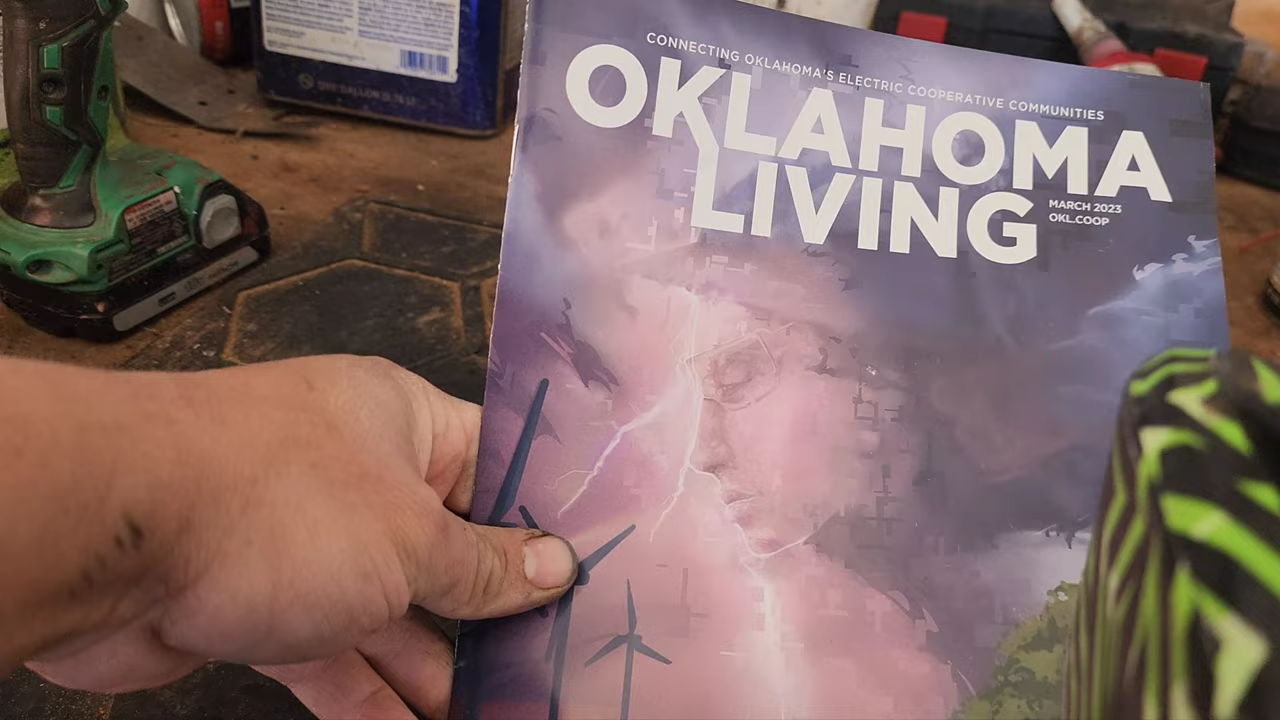 CONNECTING OKLAHOMA'S ELECTRIC COOPERATIVE COMMUNITIES
OKLAHOMA
LIVING
MARCH 2023
OKL.COOP